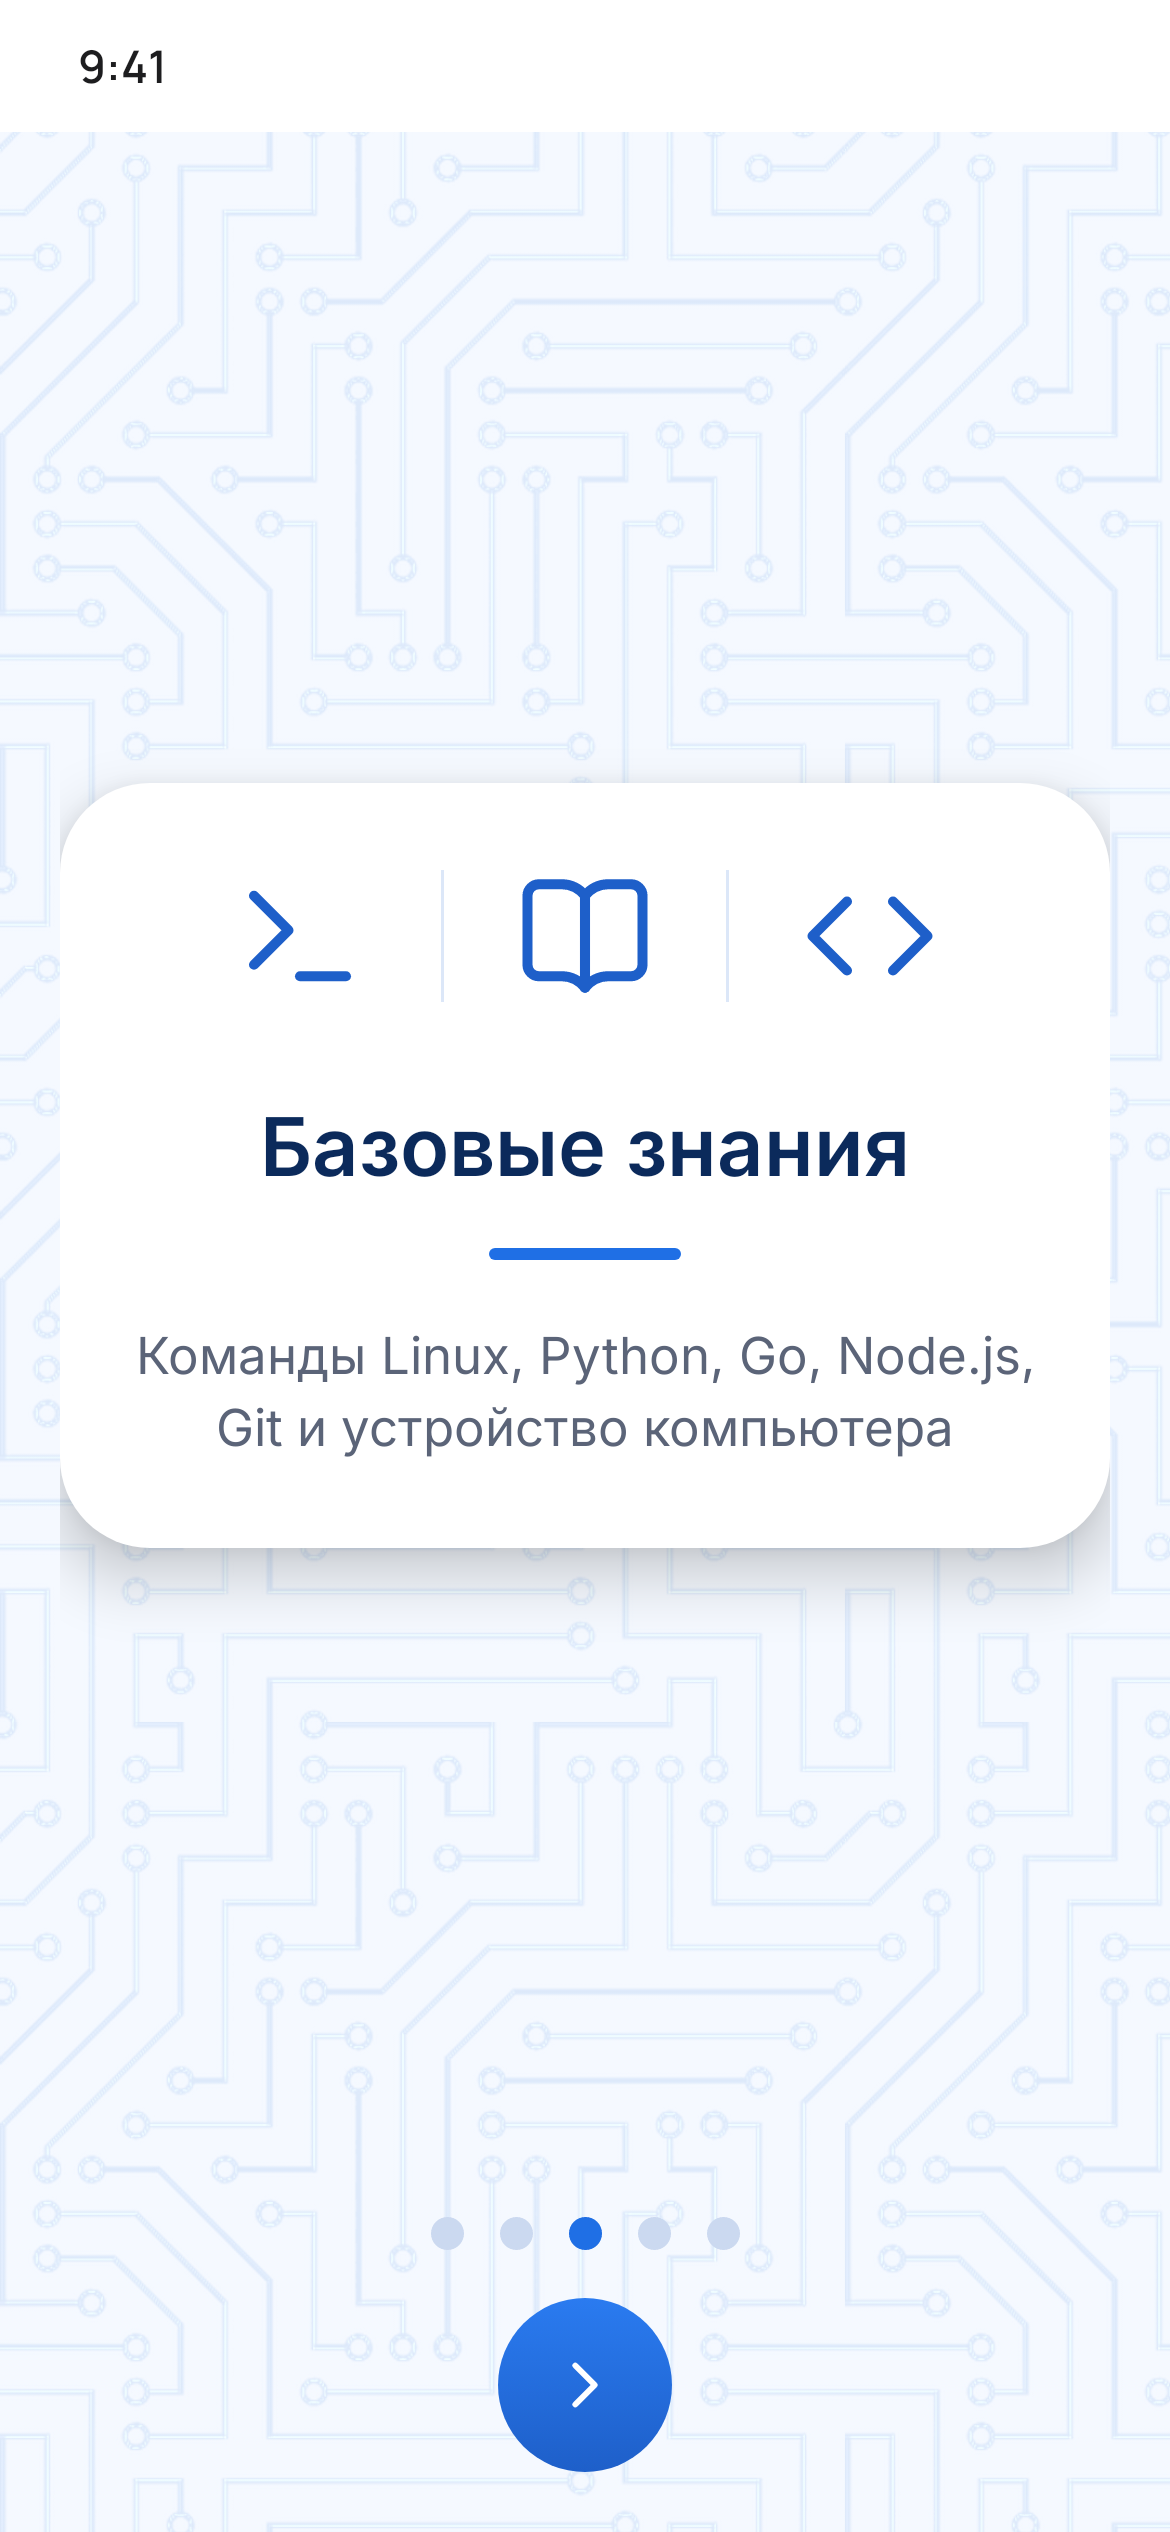 9:41
Базовые знания
Команды Linux, Python, Go, Node.js,
Git и устройство компьютера